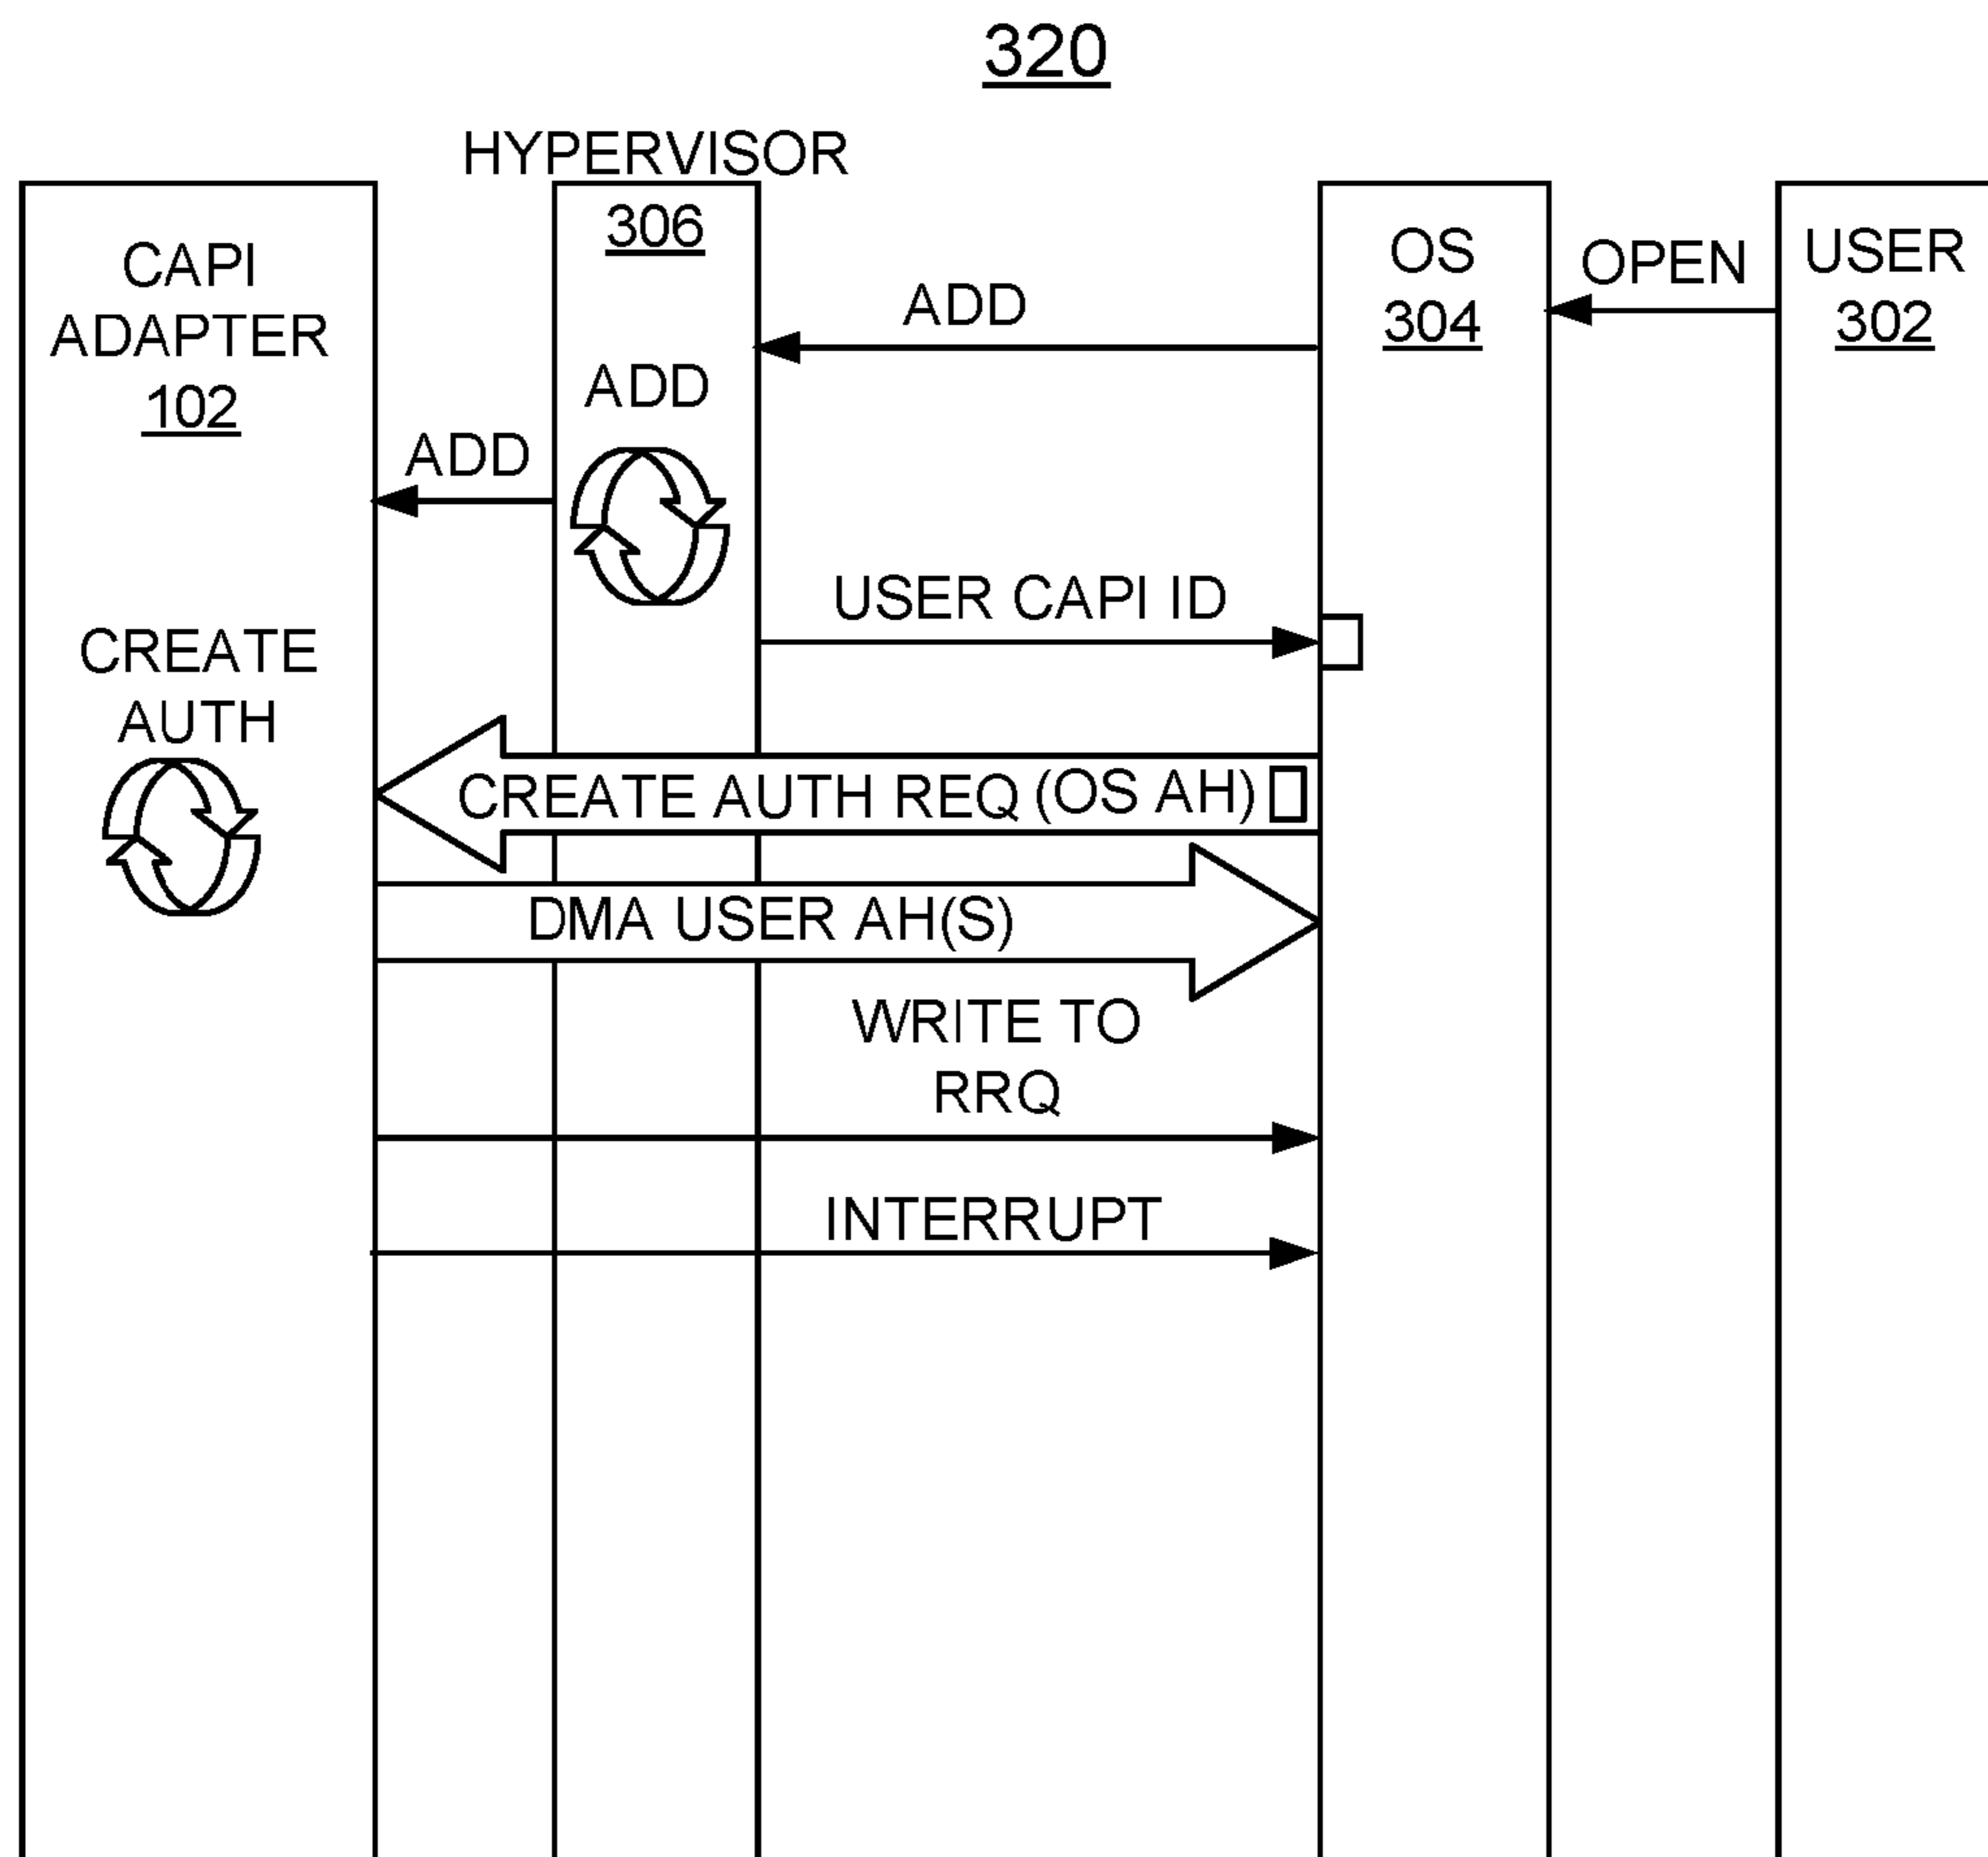 320
HYPERVISOR
306
CAPI
ADAPTER
102
OS
304
OPEN
USER
302
ADD
ADD
ADD
USER CAPI ID
CREATE
AUTH
CREATE AUTH REQ (OS AH)
DMA USER AH(S)
WRITE TO
RRQ
INTERRUPT